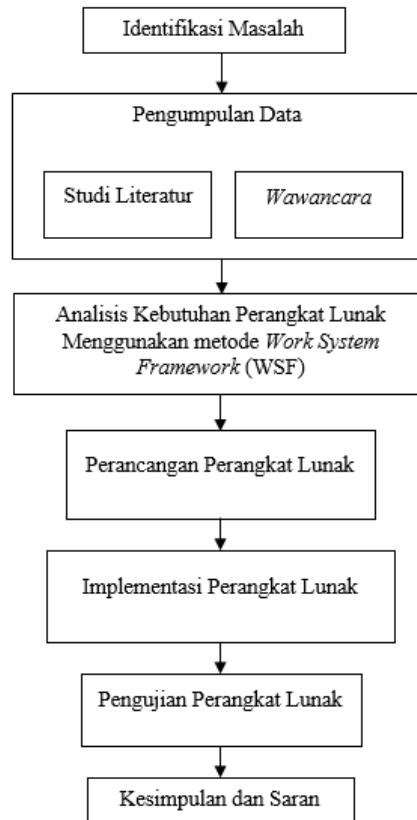 Identifikasi Masalah
Pengumpulan Data
Studi Literatur
Wawancara
Analisis Kebutuhan Perangkat Lunak
Menggunakan metode Work System
Framework (WSF)
Perancangan Perangkat Lunak
Implementasi Perangkat Lunak
Pengujian Perangkat Lunak
Kesimpulan dan Saran